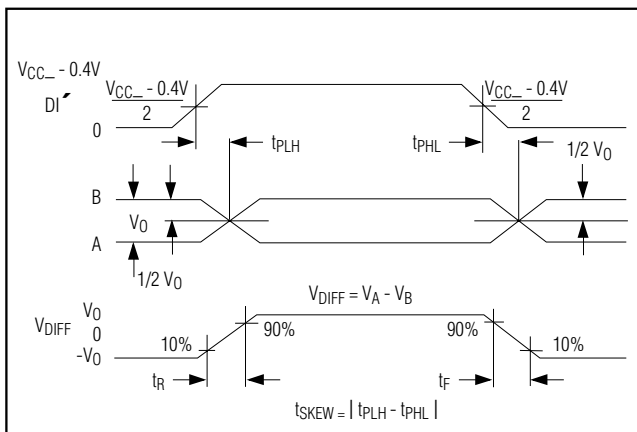 VCC_ - 0.4V
DI´
0
VCC_ - 0.4V
2
VCC_ - 0.4V
2
tPLH
tPHL
1/2 VO
B
VO
A
1/2 VO
VDIFF = VA - VB
VDIFF
VO
0
-VO
10%
90%
90%
10%
tR
tF
tSKEW = | tPLH - tPHL |